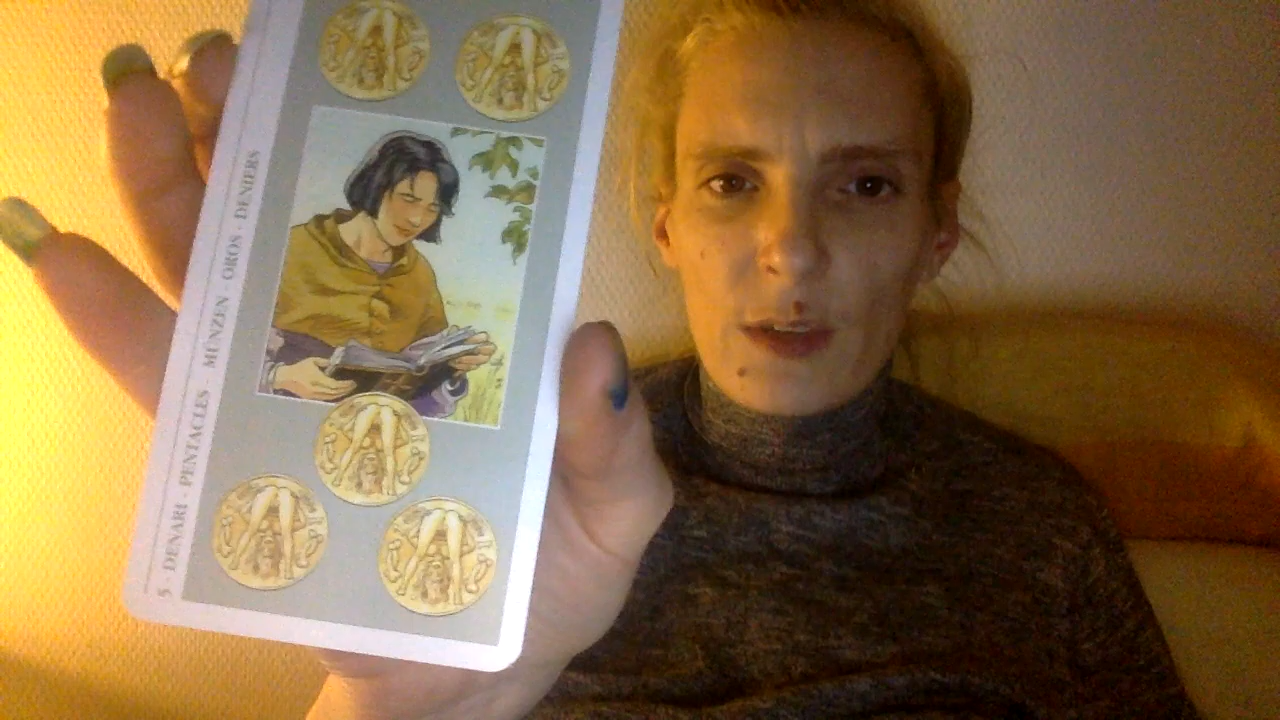 5 · DENARI · PENTACLES · MÜNZEN · OROS · DENIERS